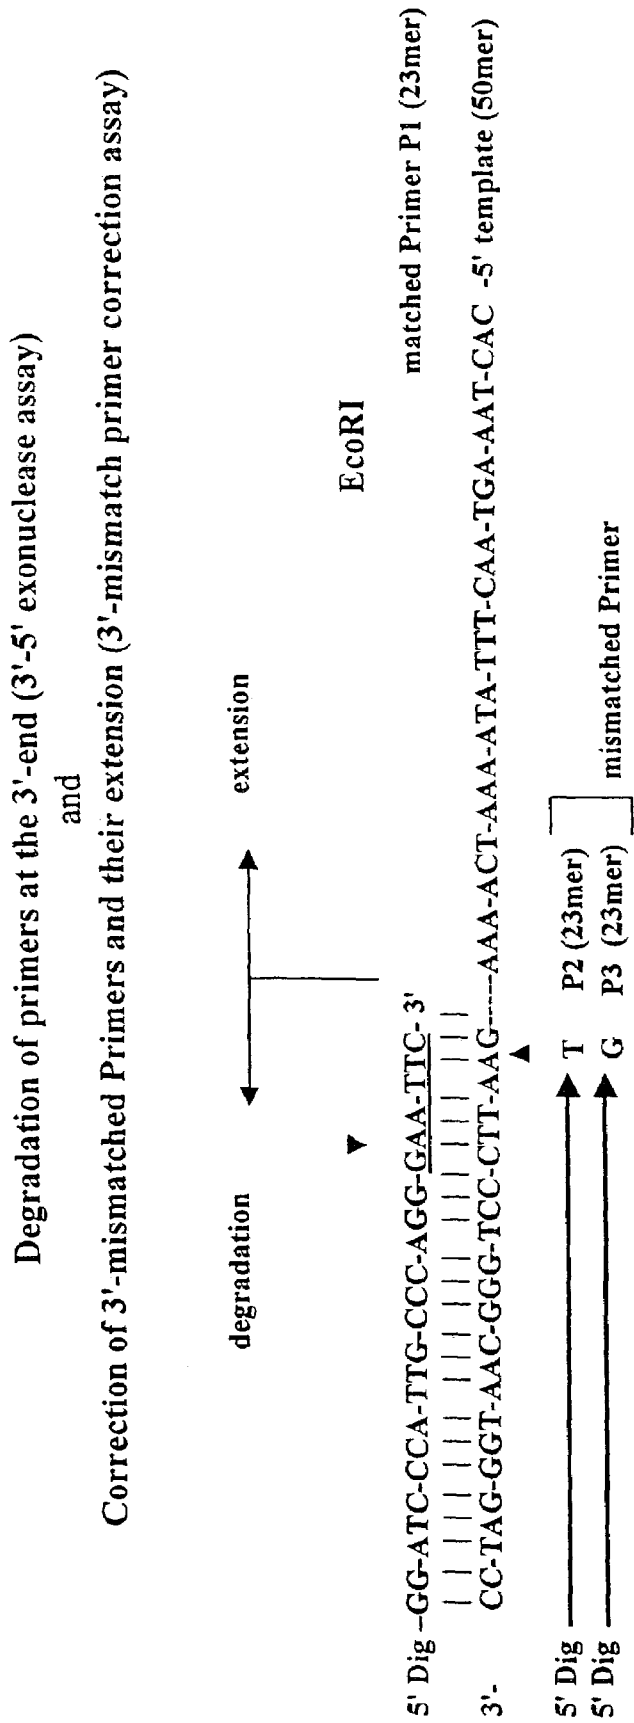 Degradation of primers at the 3'-end (3'-5' exonuclease assay)
and
Correction of 3'-mismatched Primers and their extension (3'-mismatch primer correction assay)
degradation extension
EcoRI
matched Primer P1 (23mer)
5' Dig –GG-ATC-CCA-TTG-CCC-AGG-GAA-TTC- 3'
3'- CC-TAG-GGT-AAC-GGG-TCC-CTT-AAG-----AAA-ACT-AAA-ATA-TTT-CAA-TGA-AAT-CAC -5' template (50mer)
5' Dig T P2 (23mer)
5' Dig G P3 (23mer)
mismatched Primer